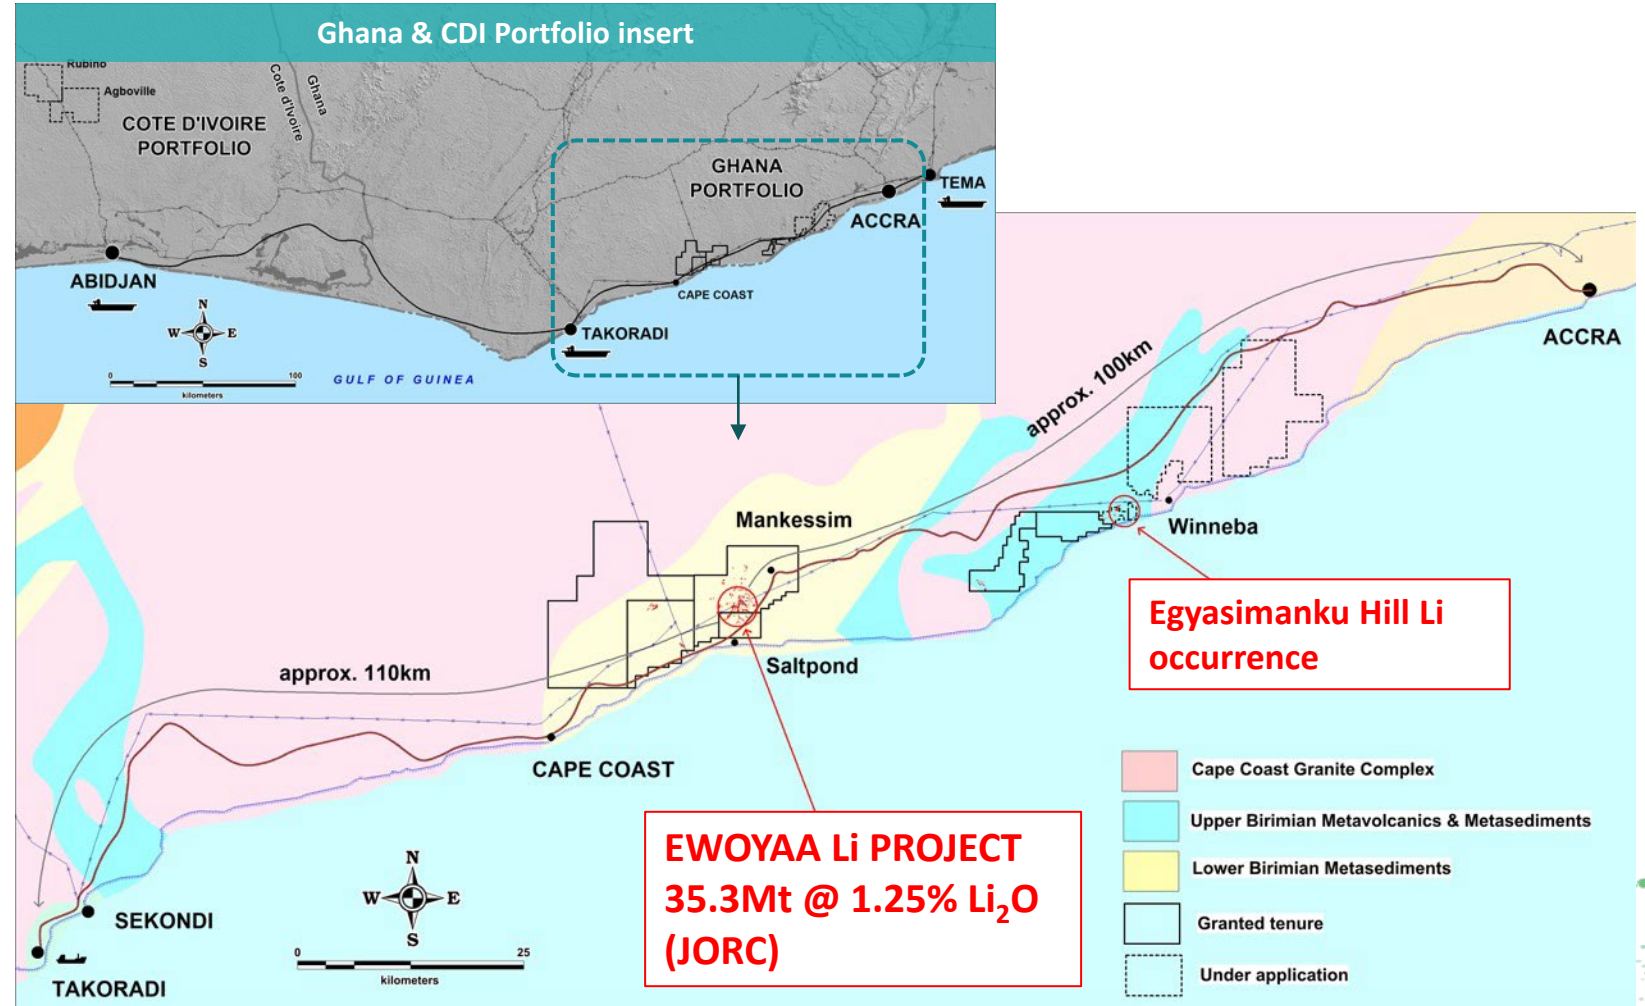 Ghana & CDI Portfolio insert
Rubino
Agboville
COTE D'IVOIRE
PORTFOLIO
Cote d'Ivoire
Ghana
GHANA
PORTFOLIO
TEMA
ACCRA
ABIDJAN
CAPE COAST
TAKORADI
N
W E
S
0 100
kilometers
GULF OF GUINEA
ACCRA
approx. 100km
Mankessim
Winneba
Egyasimanku Hill Li
occurrence
Saltpond
approx. 110km
CAPE COAST
EWOYAA Li PROJECT
35.3Mt @ 1.25% Li₂O
(JORC)
SEKONDI
TAKORADI
N
W E
S
0 25
kilometers
Cape Coast Granite Complex
Upper Birimian Metavolcanics & Metasediments
Lower Birimian Metasediments
Granted tenure
Under application